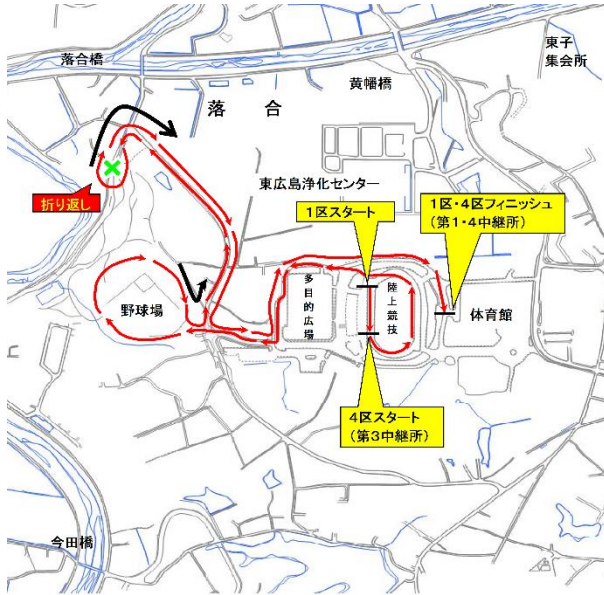 落合橋
東子
集会所
黄幡橋
落 合
東広島浄化センター
折り返し
1区スタート
1区・4区フィニッシュ
(第1・4中継所)
野球場
多目的広場
陸上競技
体育館
4区スタート
(第3中継所)
今田橋